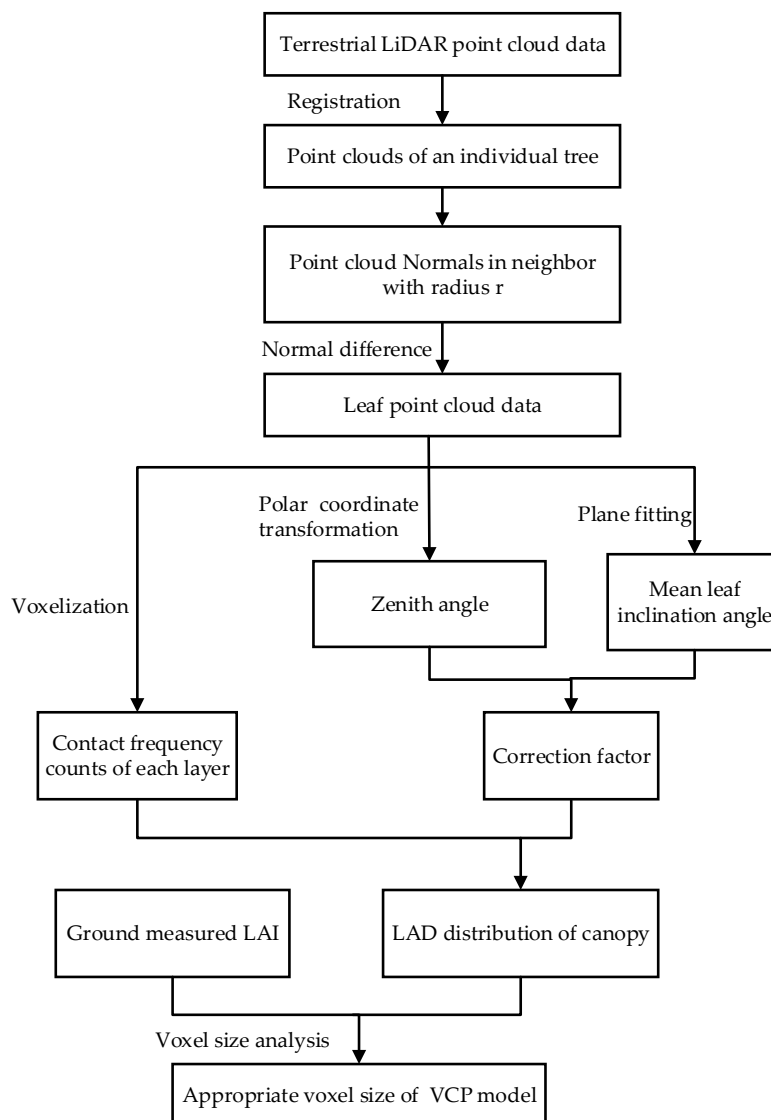 Terrestrial LiDAR point cloud data
Registration
Point clouds of an individual tree
Point cloud Normals in neighbor
with radius r
Normal difference
Leaf point cloud data
Polar coordinate
transformation
Plane fitting
Voxelization
Zenith angle
Mean leaf
inclination angle
Contact frequency
counts of each layer
Correction factor
Ground measured LAI
LAD distribution of canopy
Voxel size analysis
Appropriate voxel size of VCP model